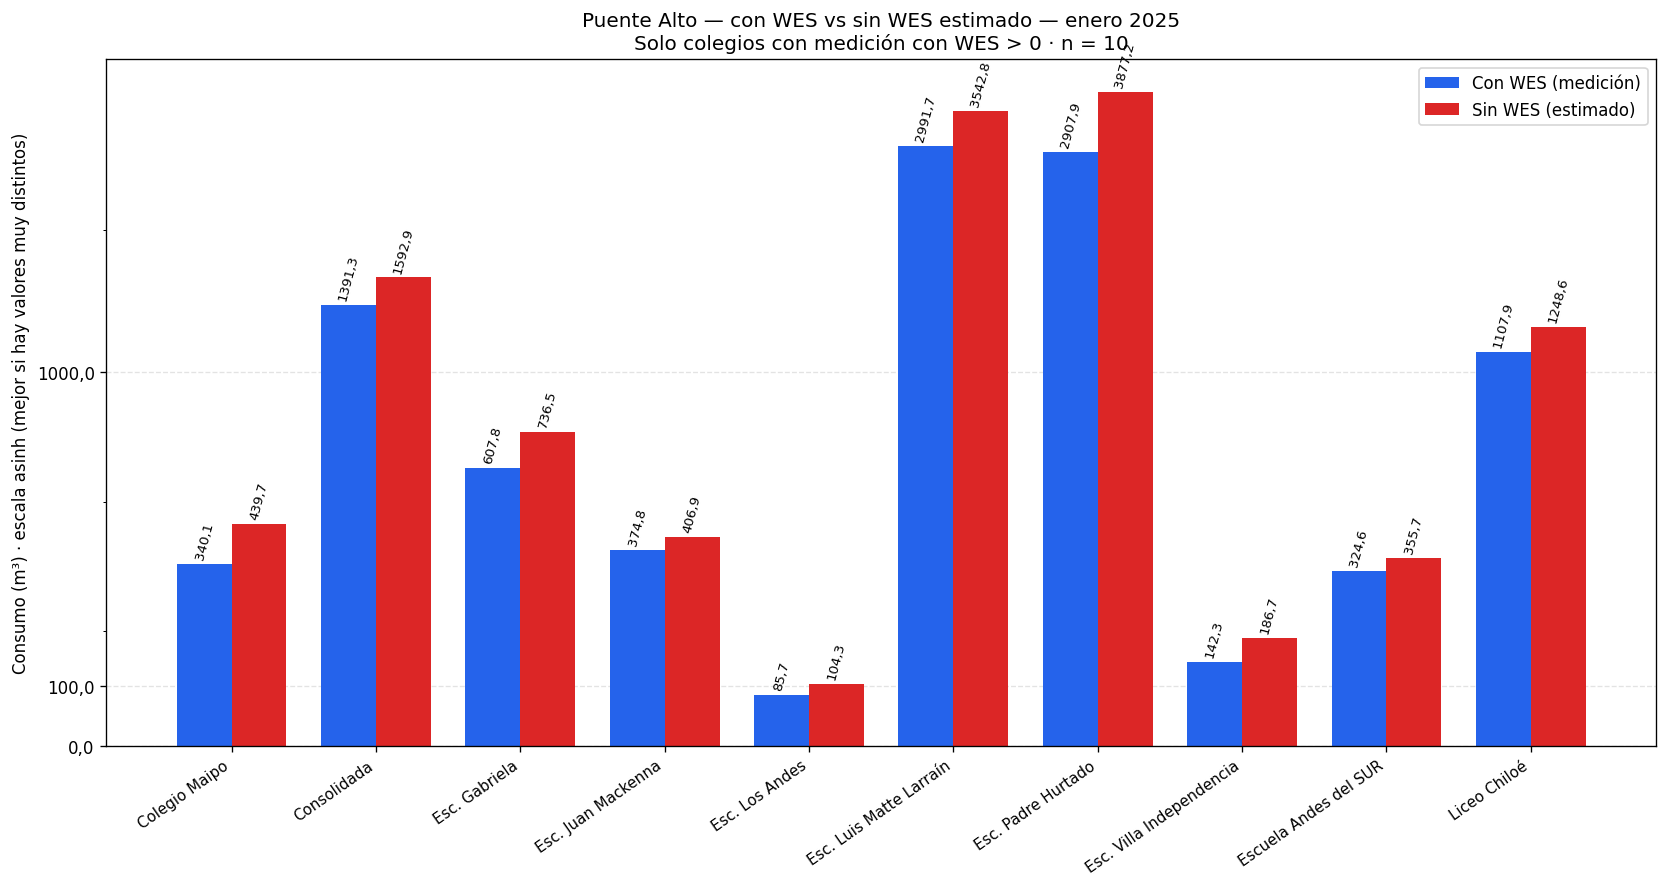 Puente Alto — con WES vs sin WES estimado — enero 2025
Solo colegios con medición con WES > 0 · n = 10
Con WES (medición)
Sin WES (estimado)
Consumo (m³) · escala asinh (mejor si hay valores muy distintos)
1000,0
100,0
0,0
340,1
439,7
1391,3
1592,9
607,8
736,5
374,8
406,9
85,7
104,3
2991,7
3542,8
2907,9
3877,2
142,3
186,7
324,6
355,7
1107,9
1248,6
Colegio Maipo
Consolidada
Esc. Gabriela
Esc. Juan Mackenna
Esc. Los Andes
Esc. Luis Matte Larraín
Esc. Padre Hurtado
Esc. Villa Independencia
Escuela Andes del SUR
Liceo Chiloé